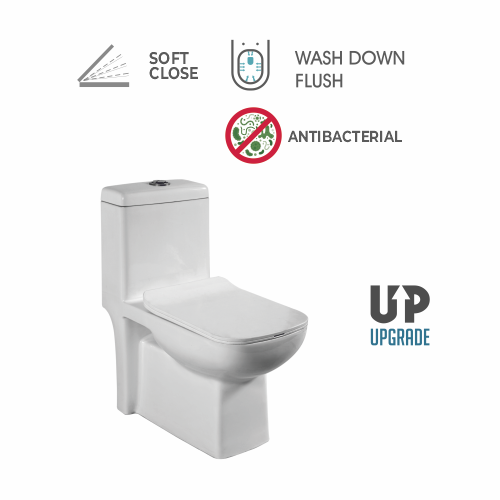 SOFT
CLOSE
WASH DOWN
FLUSH
ANTIBACTERIAL
UP
UPGRADE